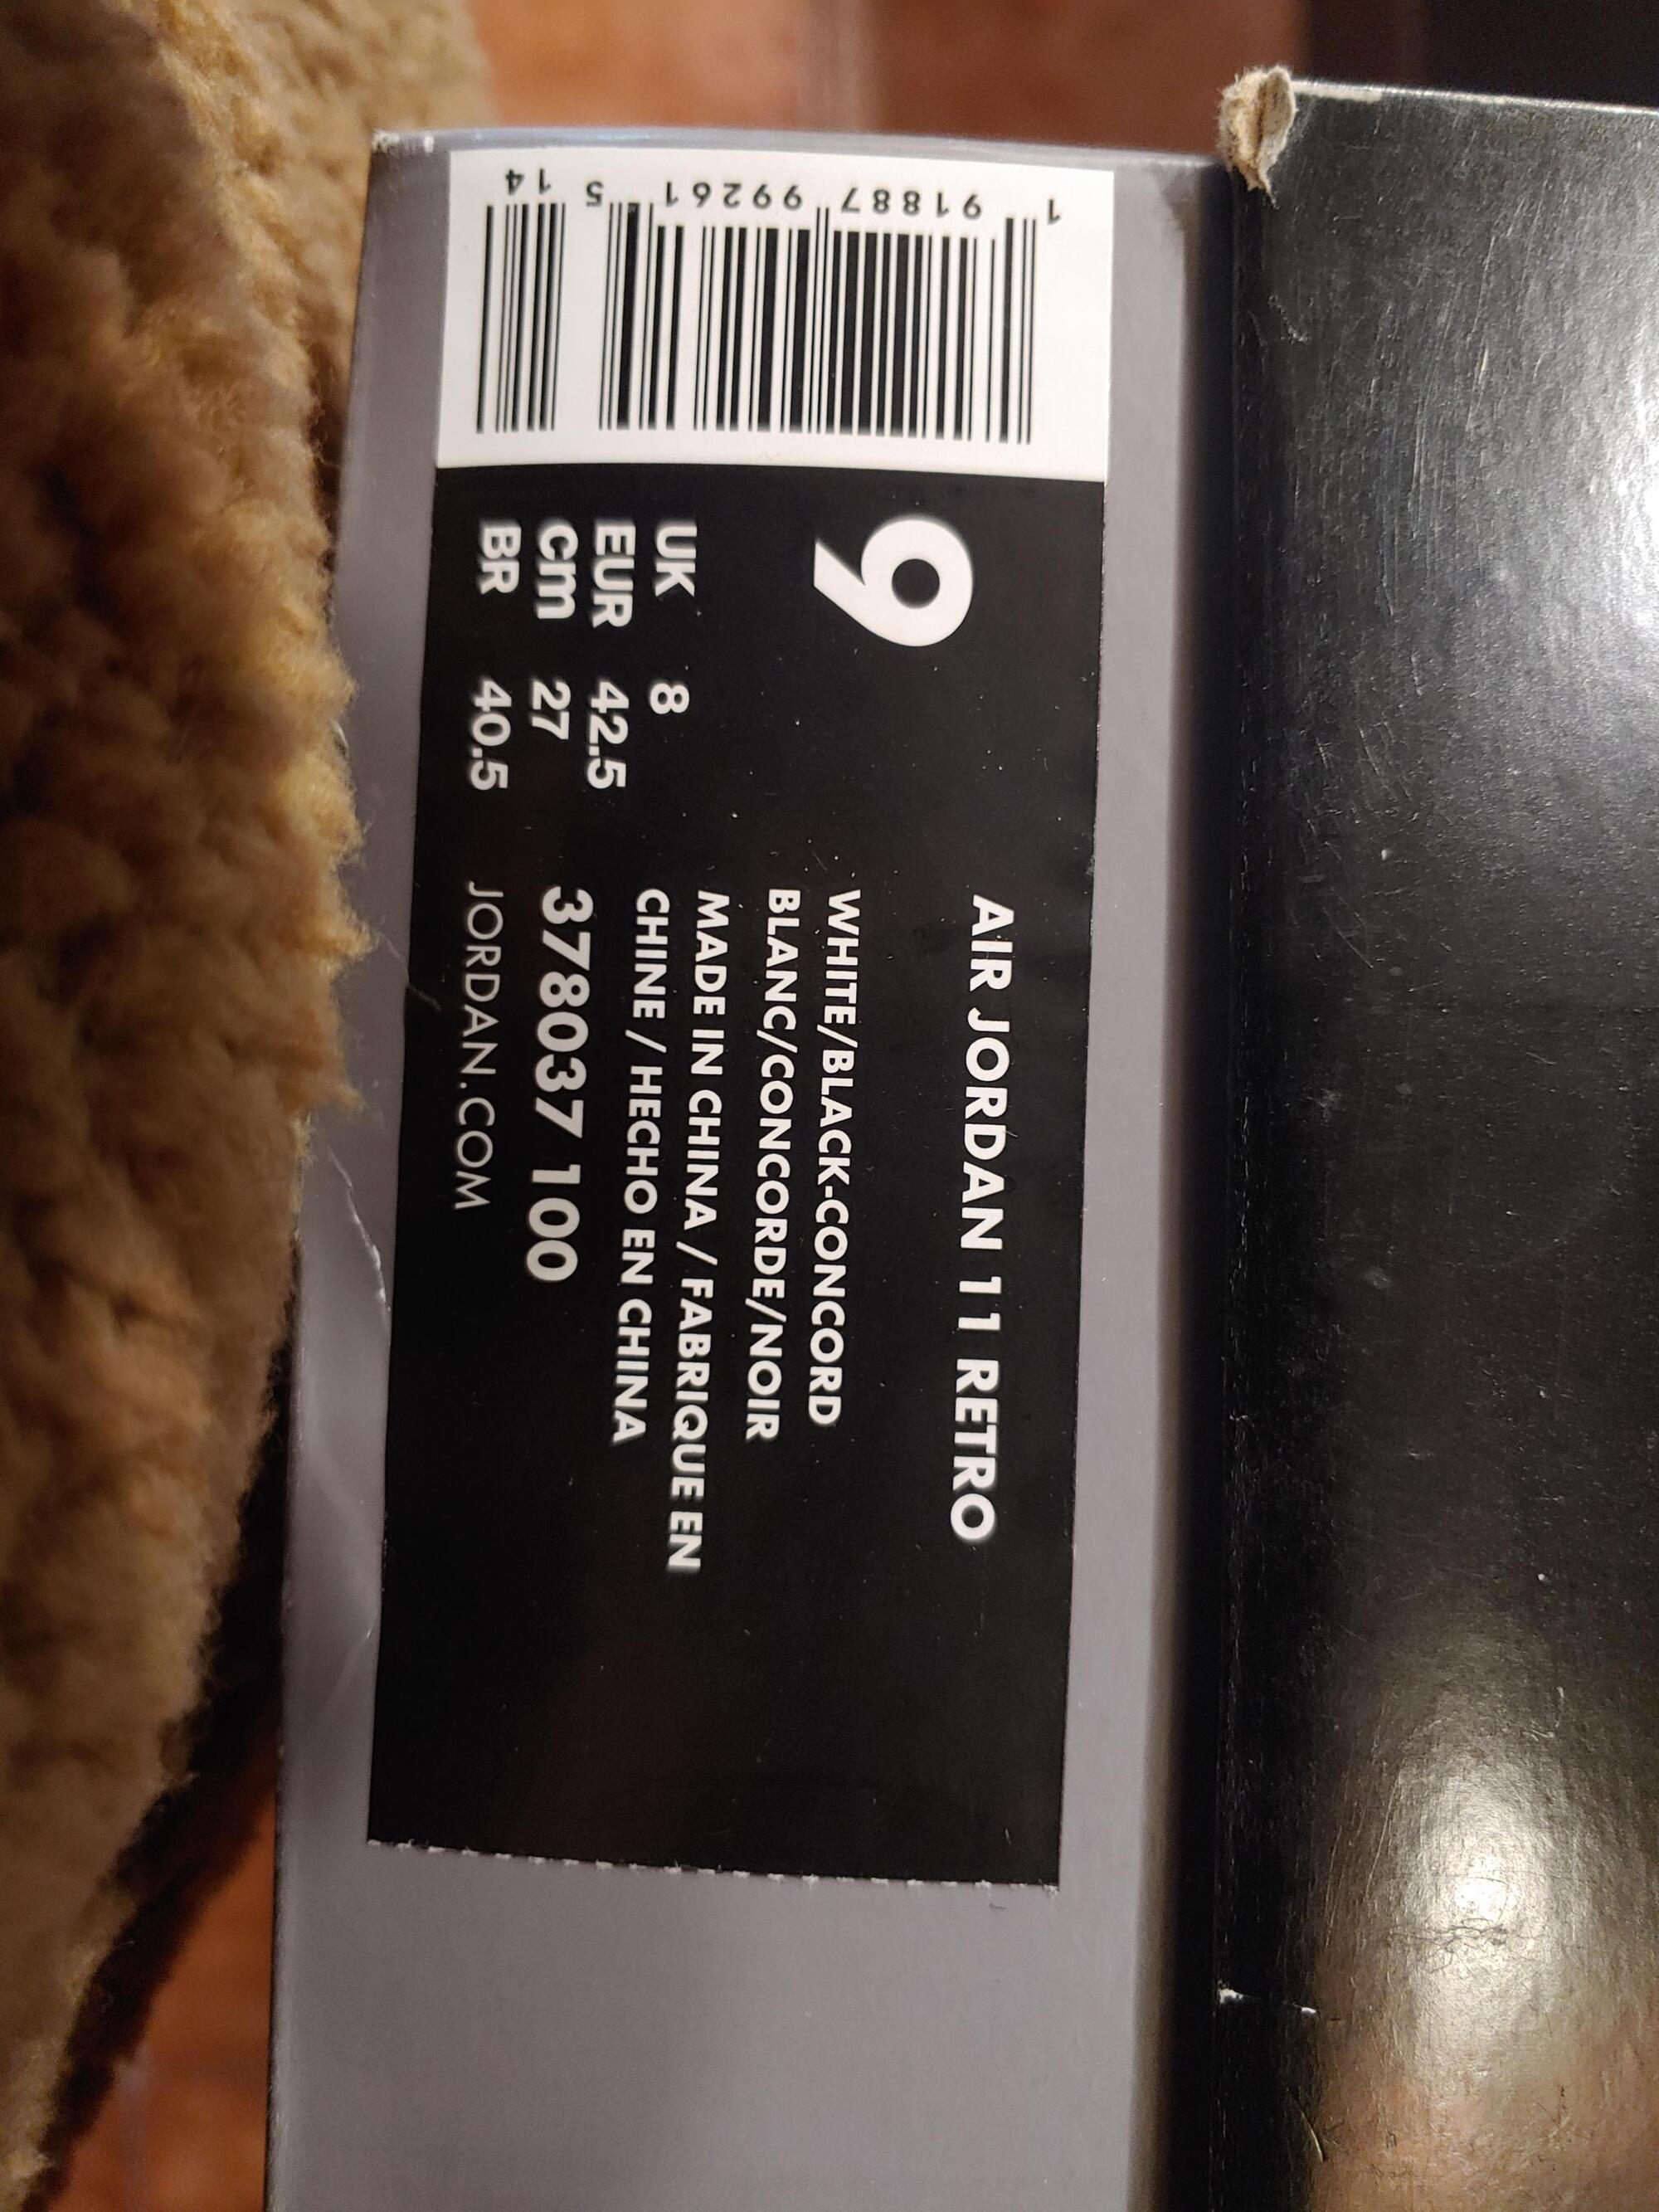 AIR JORDAN 11 RETRO
9
WHITE/BLACK-CONCORD
BLANC/CONCORDE/NOIR
MADE IN CHINA / FABRIQUE EN
CHINE / HECHO EN CHINA
378037 100
JORDAN.COM
UK 8
EUR 42.5
cm 27
BR 40.5
1 91887 99261 5 14